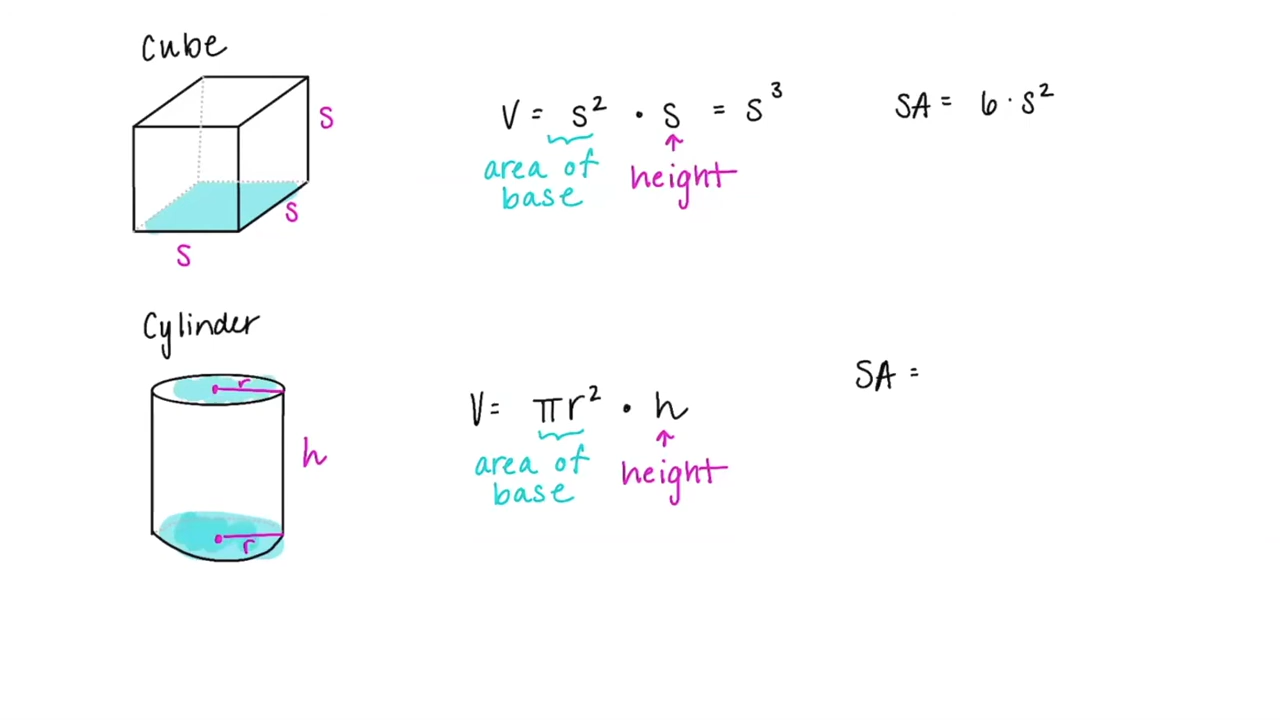 Cube
s
s
s
V = s² · s = s³
area of
base
height
SA = 6 · s²
Cylinder
r
h
r
V = πr² · h
area of
base
height
SA =